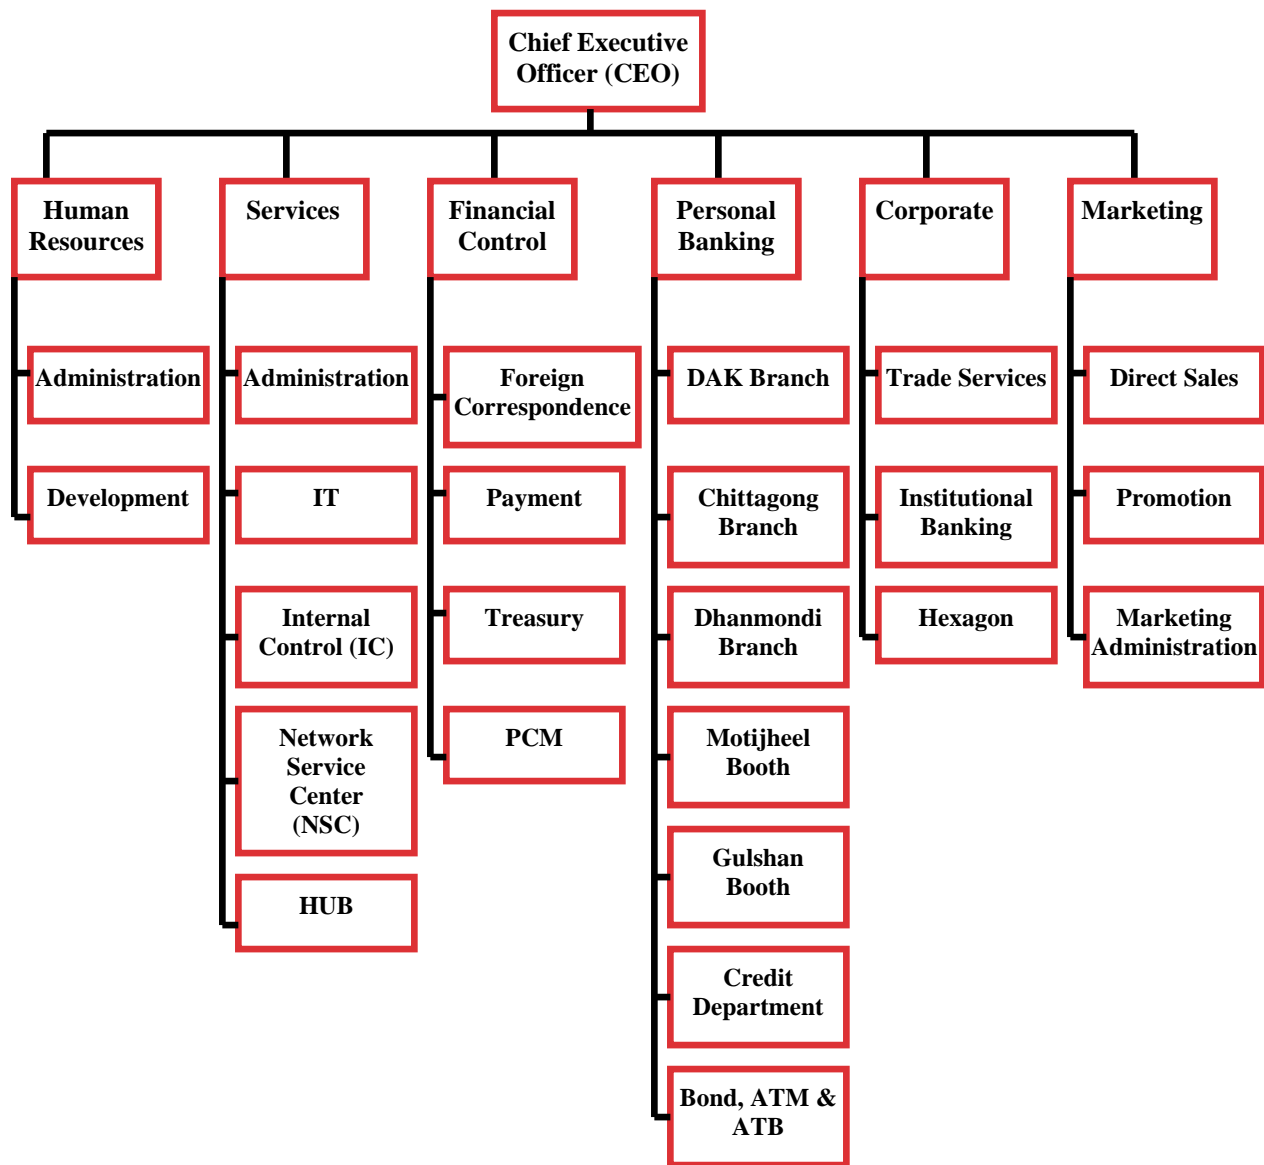 Chief Executive
Officer (CEO)
Human
Resources
Services
Financial
Control
Personal
Banking
Corporate
Marketing
Administration
Development
Administration
IT
Internal
Control (IC)
Network
Service
Center
(NSC)
HUB
Foreign
Correspondence
Payment
Treasury
PCM
DAK Branch
Chittagong
Branch
Dhanmondi
Branch
Motijheel
Booth
Gulshan
Booth
Credit
Department
Bond, ATM &
ATB
Trade Services
Institutional
Banking
Hexagon
Direct Sales
Promotion
Marketing
Administration